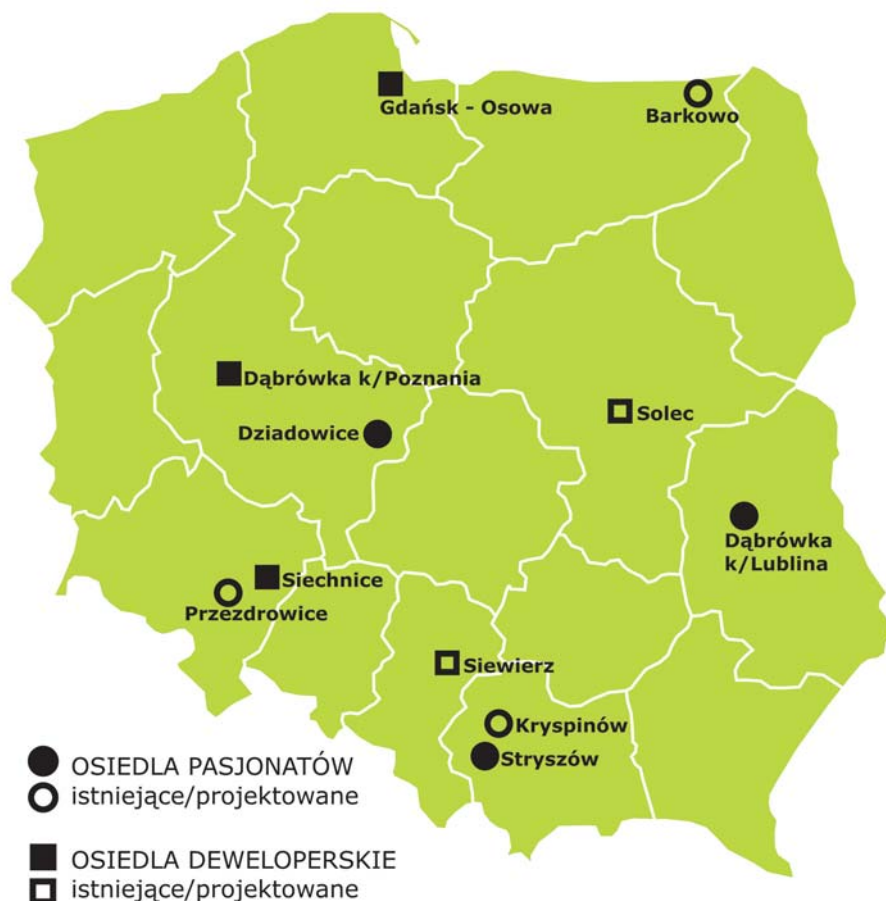 Gdańsk - Osowa
Barkowo
Dąbrówka k/Poznania
Dziadowice
Solec
Dąbrówka
k/Lublina
Siechnice
Przezdrowice
Siewierz
Kryspinów
Stryszów
OSIEDLA PASJONATÓW
istniejące/projektowane
OSIEDLA DEWELOPERSKIE
istniejące/projektowane